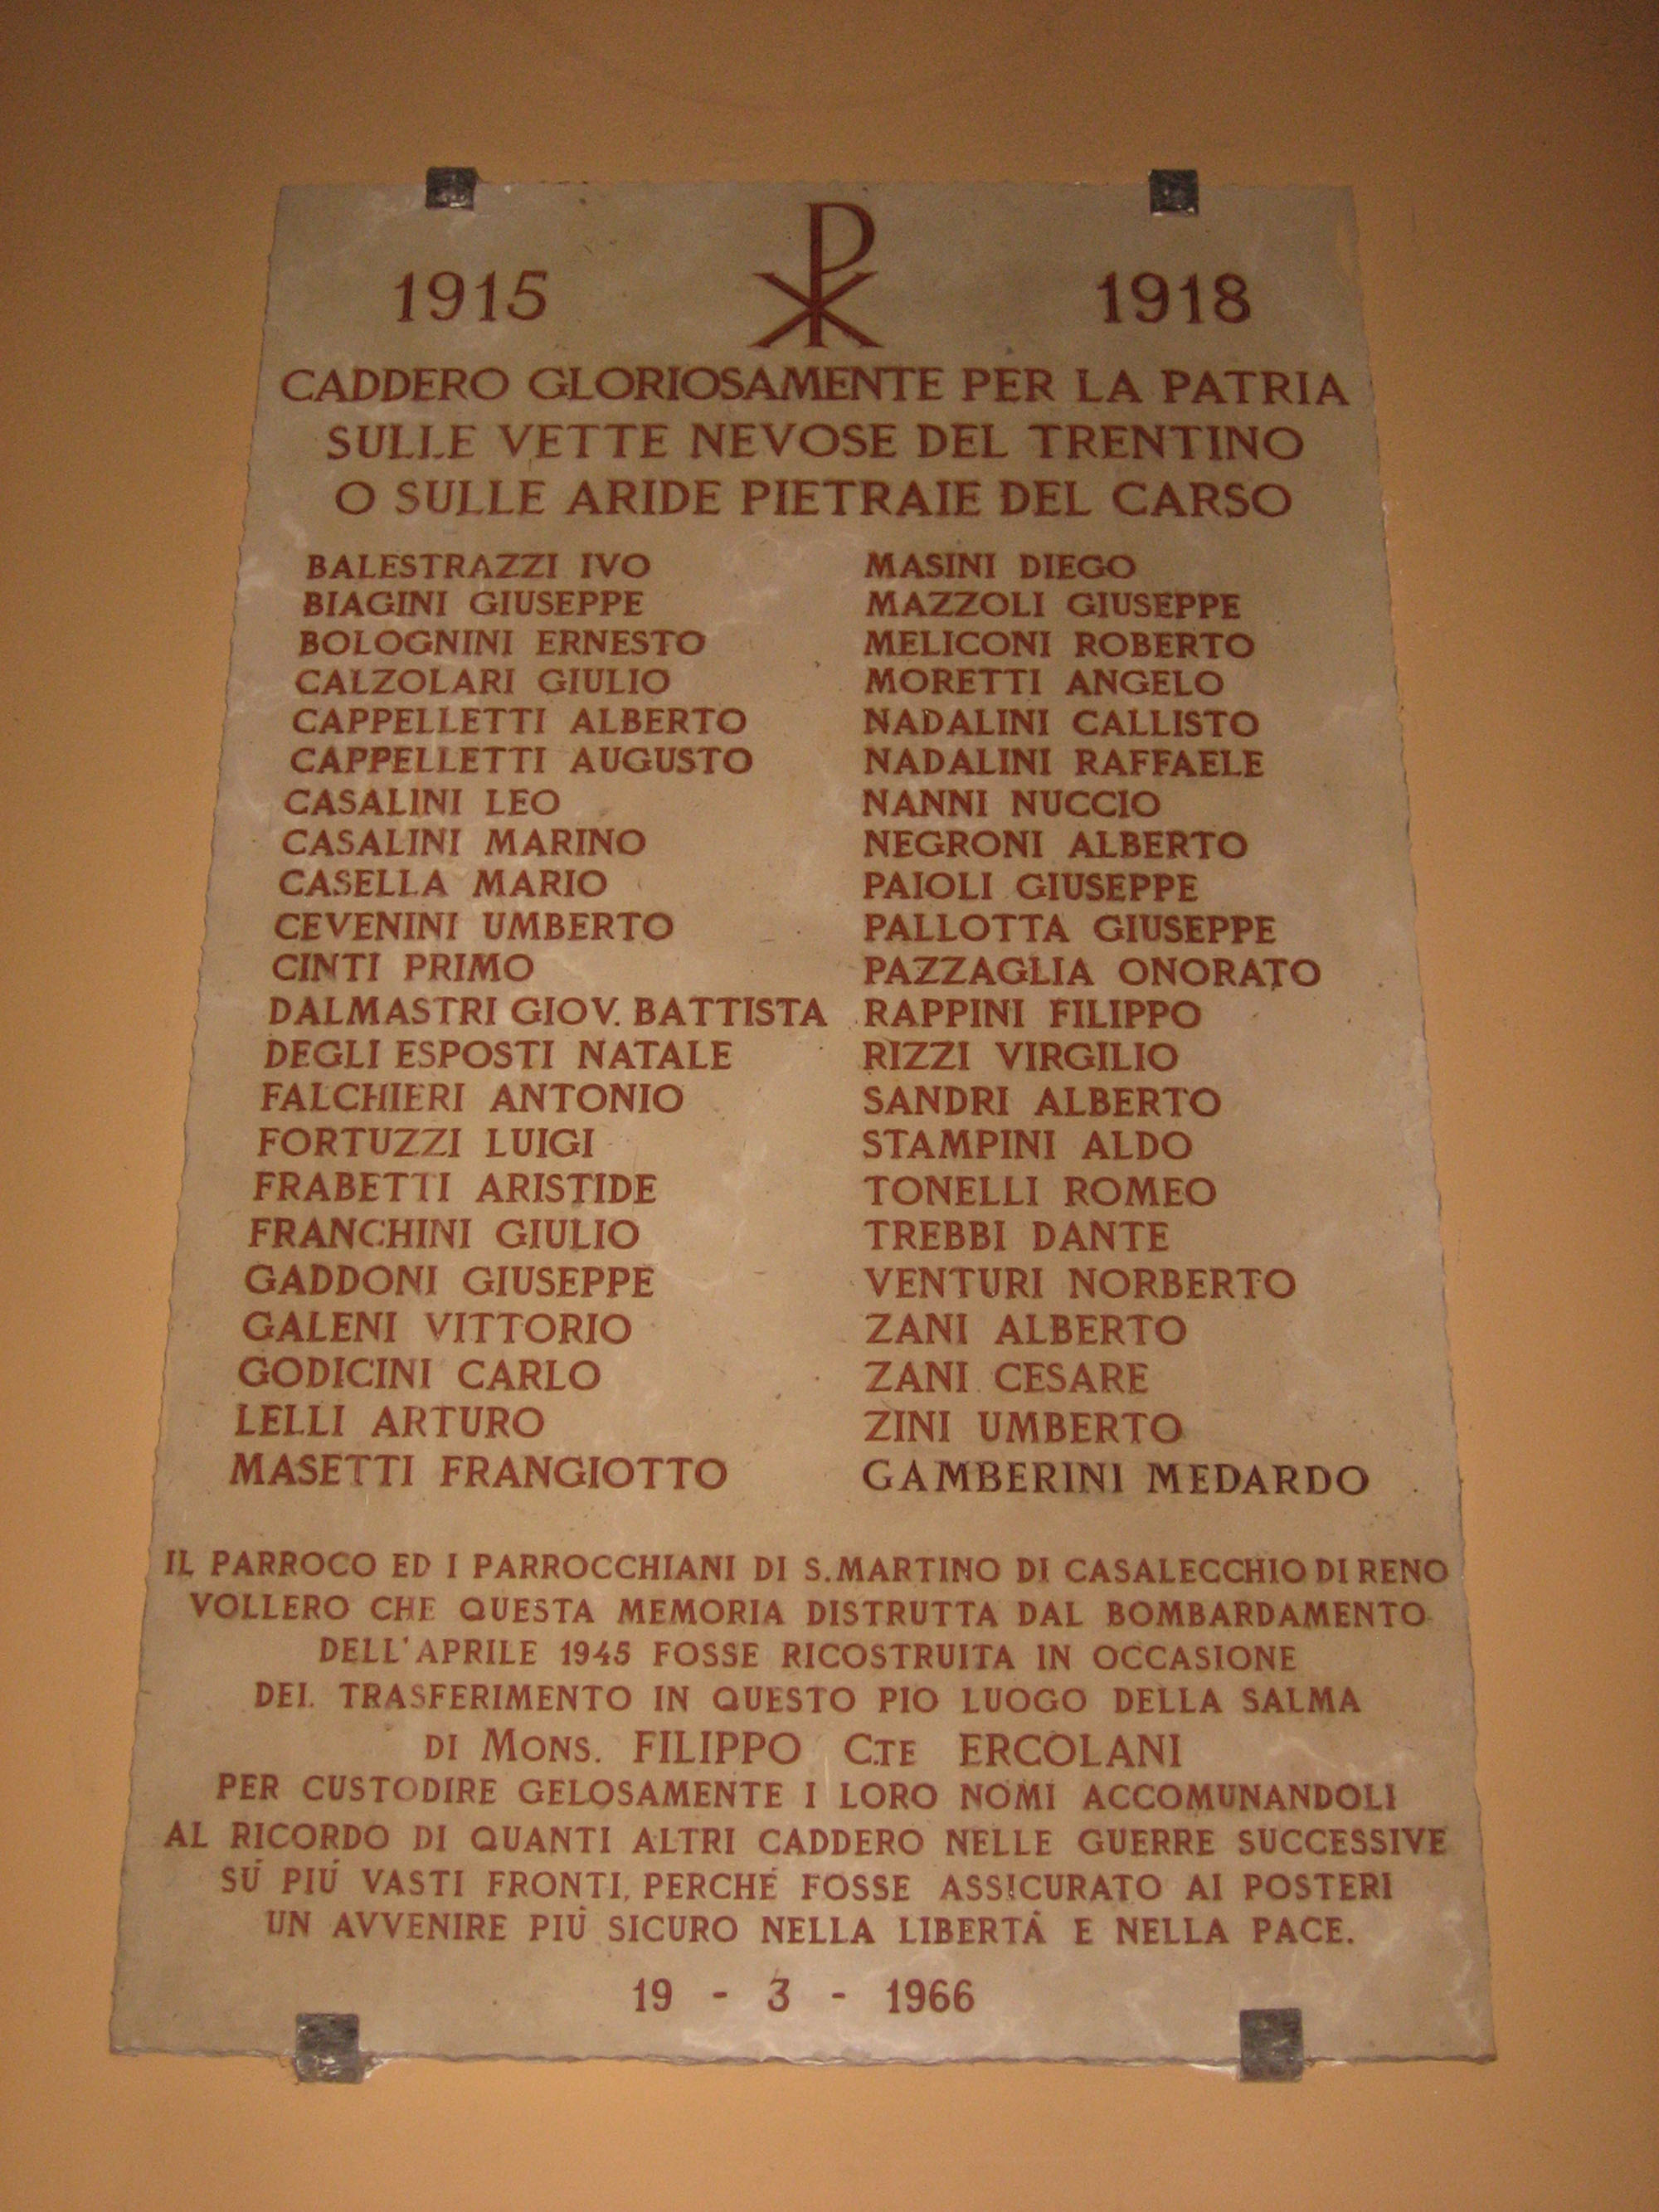 1915 1918
CADDERO GLORIOSAMENTE PER LA PATRIA
SULLE VETTE NEVOSE DEL TRENTINO
O SULLE ARIDE PIETRAIE DEL CARSO
BALESTRAZZI IVO
BIAGINI GIUSEPPE
BOLOGNINI ERNESTO
CALZOLARI GIULIO
CAPPELLETTI ALBERTO
CAPPELLETTI AUGUSTO
CASALINI LEO
CASALINI MARINO
CASELLA MARIO
CEVENINI UMBERTO
CINTI PRIMO
DALMASTRI GIOV. BATTISTA
DEGLI ESPOSTI NATALE
FALCHIERI ANTONIO
FORTUZZI LUIGI
FRABETTI ARISTIDE
FRANCHINI GIULIO
GADDONI GIUSEPPE
GALENI VITTORIO
GODICINI CARLO
LELLI ARTURO
MASETTI FRANGIOTTO
MASINI DIEGO
MAZZOLI GIUSEPPE
MELICONI ROBERTO
MORETTI ANGELO
NADALINI CALLISTO
NADALINI RAFFAELE
NANNI NUCCIO
NEGRONI ALBERTO
PAIOLI GIUSEPPE
PALLOTTA GIUSEPPE
PAZZAGLIA ONORATO
RAPPINI FILIPPO
RIZZI VIRGILIO
SANDRI ALBERTO
STAMPINI ALDO
TONELLI ROMEO
TREBBI DANTE
VENTURI NORBERTO
ZANI ALBERTO
ZANI CESARE
ZINI UMBERTO
GAMBERINI MEDARDO
IL PARROCO ED I PARROCCHIANI DI S. MARTINO DI CASALECCHIO DI RENO
VOLLERO CHE QUESTA MEMORIA DISTRUTTA DAL BOMBARDAMENTO
DELL'APRILE 1945 FOSSE RICOSTRUITA IN OCCASIONE
DEL TRASFERIMENTO IN QUESTO PIO LUOGO DELLA SALMA
DI MONS. FILIPPO C.TE ERCOLANI
PER CUSTODIRE GELOSAMENTE I LORO NOMI ACCOMUNANDOLI
AL RICORDO DI QUANTI ALTRI CADDERO NELLE GUERRE SUCCESSIVE
SÚ PIÚ VASTI FRONTI, PERCHÉ FOSSE ASSICURATO AI POSTERI
UN AVVENIRE PIÚ SICURO NELLA LIBERTÁ E NELLA PACE.
19 - 3 - 1966